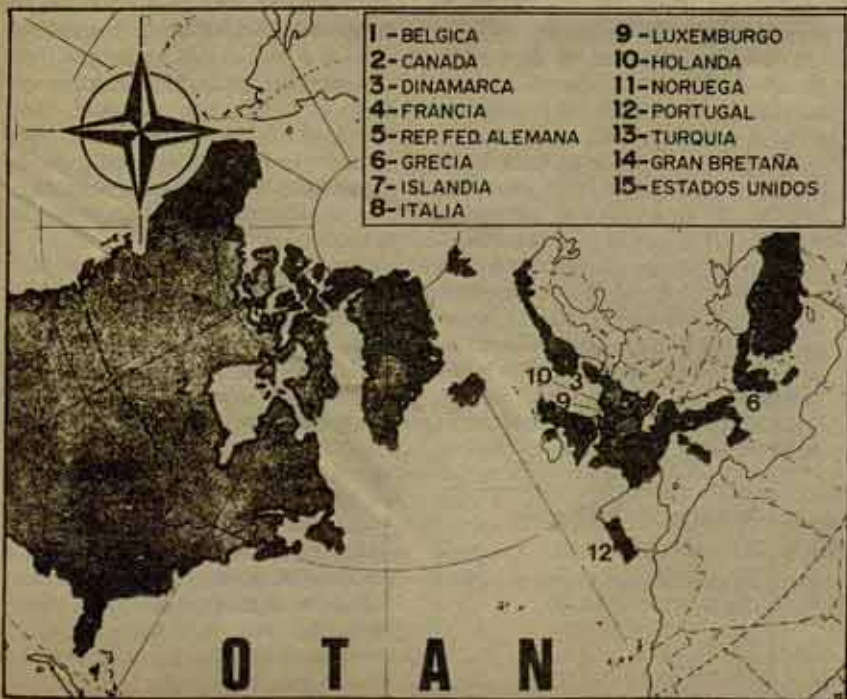 1-BELGICA
2-CANADA
3-DINAMARCA
4-FRANCIA
5-REP. FED. ALEMANA
6-GRECIA
7-ISLANDIA
8-ITALIA
9-LUXEMBURGO
10-HOLANDA
11-NORUEGA
12-PORTUGAL
13-TURQUIA
14-GRAN BRETAÑA
15-ESTADOS UNIDOS
10
3
9
6
12
OTAN